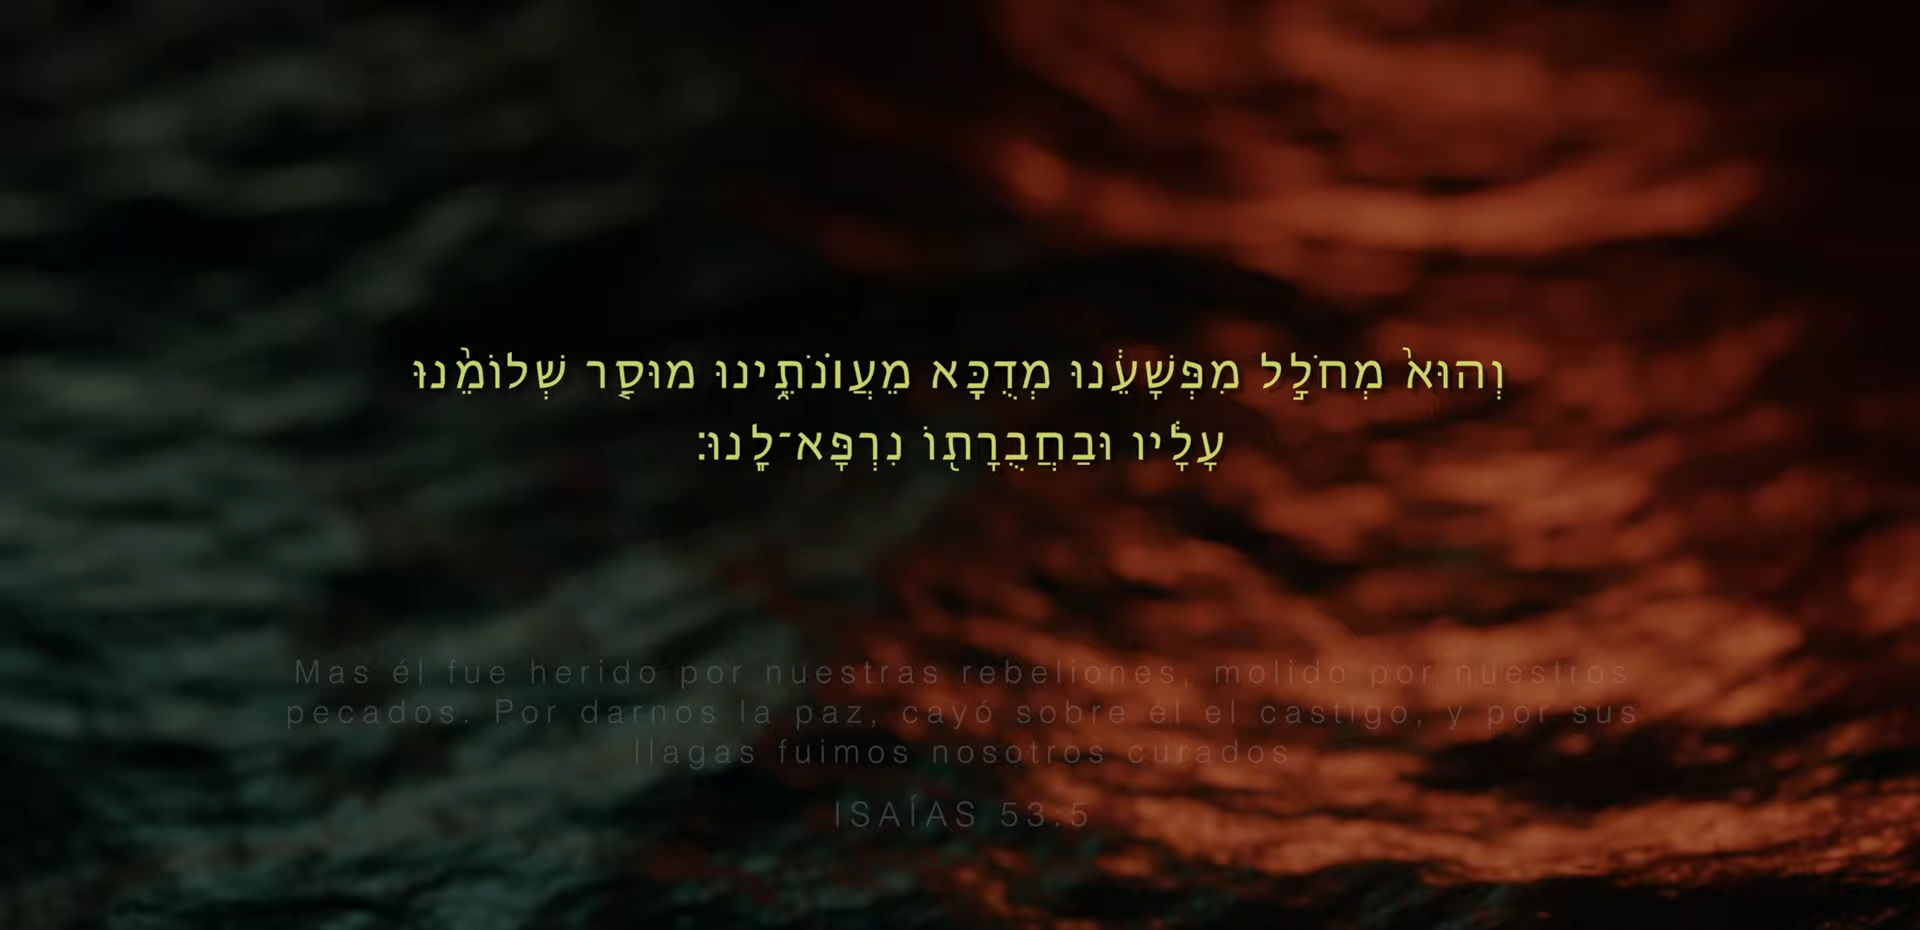 וְהוּא֙ מְחֹלָ֣ל מִפְּשָׁעֵ֔נוּ מְדֻכָּ֖א מֵעֲוֺנֹתֵ֑ינוּ מוּסַ֤ר שְׁלוֹמֵ֙נוּ֙
עָלָ֔יו וּבַחֲבֻרָת֖וֹ נִרְפָּא־לָֽנוּ׃
Mas él fue herido por nuestras rebeliones, molido por nuestros
pecados. Por darnos la paz, cayó sobre él el castigo, y por sus
llagas fuimos nosotros curados
ISAÍAS 53:5